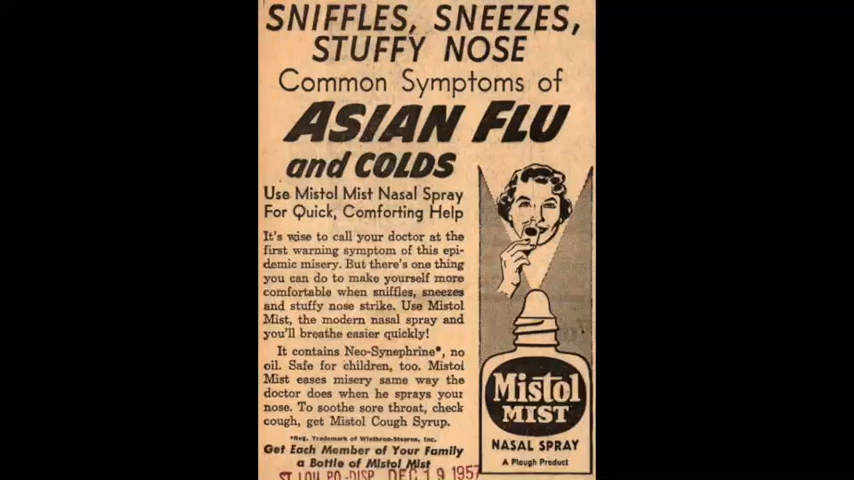 SNIFFLES, SNEEZES,
STUFFY NOSE
Common Symptoms of
ASIAN FLU
and COLDS
Use Mistol Mist Nasal Spray
For Quick, Comforting Help
It's wise to call your doctor at the
first warning symptom of this epi-
demic misery. But there's one thing
you can do to make yourself more
comfortable when sniffles, sneezes
and stuffy nose strike. Use Mistol
Mist, the modern nasal spray and
you'll breathe easier quickly!
It contains Neo-Synephrine*, no
oil. Safe for children, too. Mistol
Mist eases misery same way the
doctor does when he sprays your
nose. To soothe sore throat, check
cough, get Mistol Cough Syrup.
*Reg. Trademark of Winthrop-Stearns, Inc.
Get Each Member of Your Family
a Bottle of Mistol Mist
Mistol
MIST
NASAL SPRAY
A Plough Product
ST. LOU. PO.-DISP. DEC 19 1957